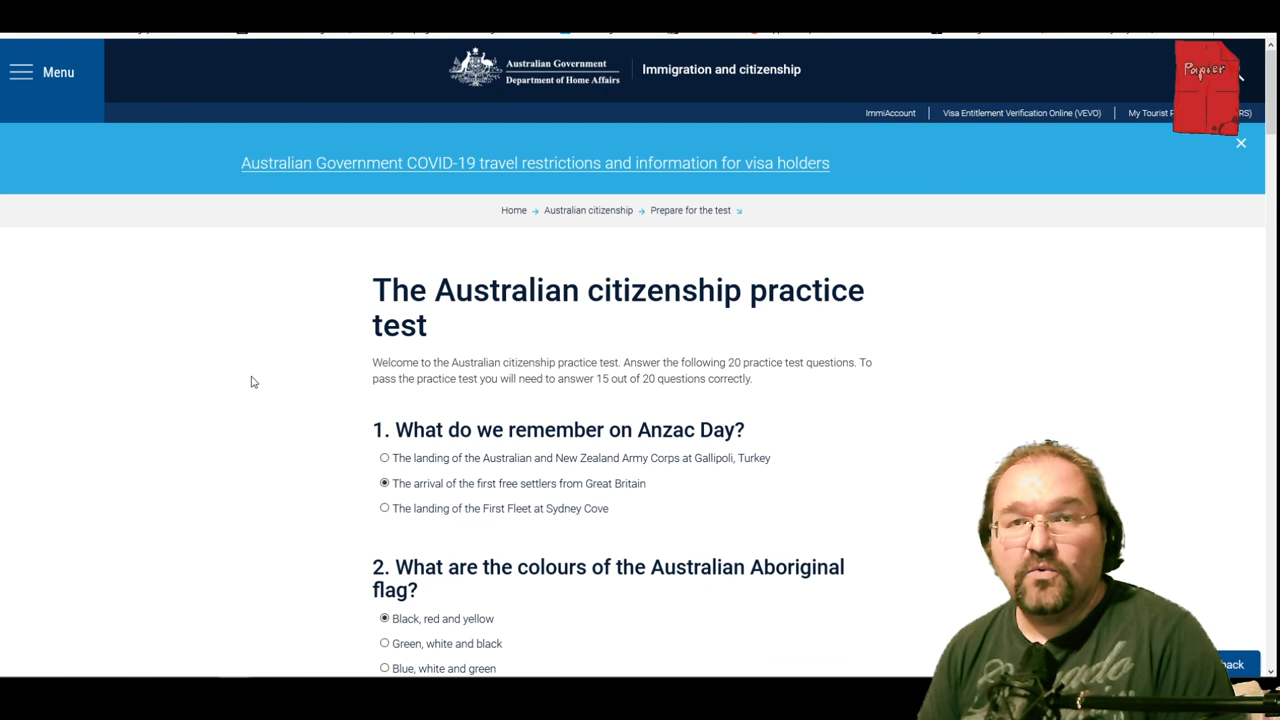 Menu
Australian Government
Department of Home Affairs
Immigration and citizenship
Papier
ImmiAccount
Visa Entitlement Verification Online (VEVO)
My Tourist
RS)
Australian Government COVID-19 travel restrictions and information for visa holders
Home
Australian citizenship
Prepare for the test
The Australian citizenship practice
test
Welcome to the Australian citizenship practice test. Answer the following 20 practice test questions. To
pass the practice test you will need to answer 15 out of 20 questions correctly.
1. What do we remember on Anzac Day?
The landing of the Australian and New Zealand Army Corps at Gallipoli, Turkey
The arrival of the first free settlers from Great Britain
The landing of the First Fleet at Sydney Cove
2. What are the colours of the Australian Aboriginal
flag?
Black, red and yellow
Green, white and black
Blue, white and green
back